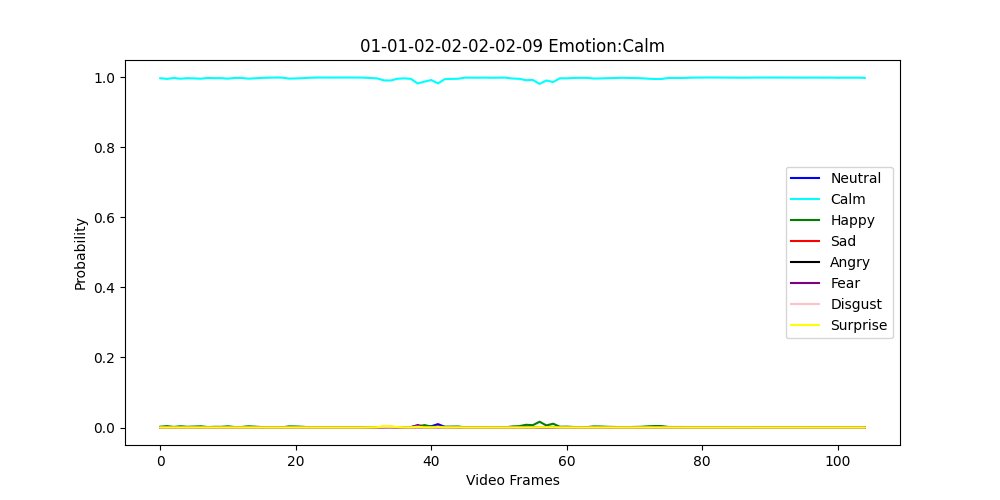 01-01-02-02-02-02-09 Emotion:Calm
Probability
1.0
0.8
0.6
0.4
0.2
0.0
Neutral
Calm
Happy
Sad
Angry
Fear
Disgust
Surprise
0 20 40 60 80 100
Video Frames